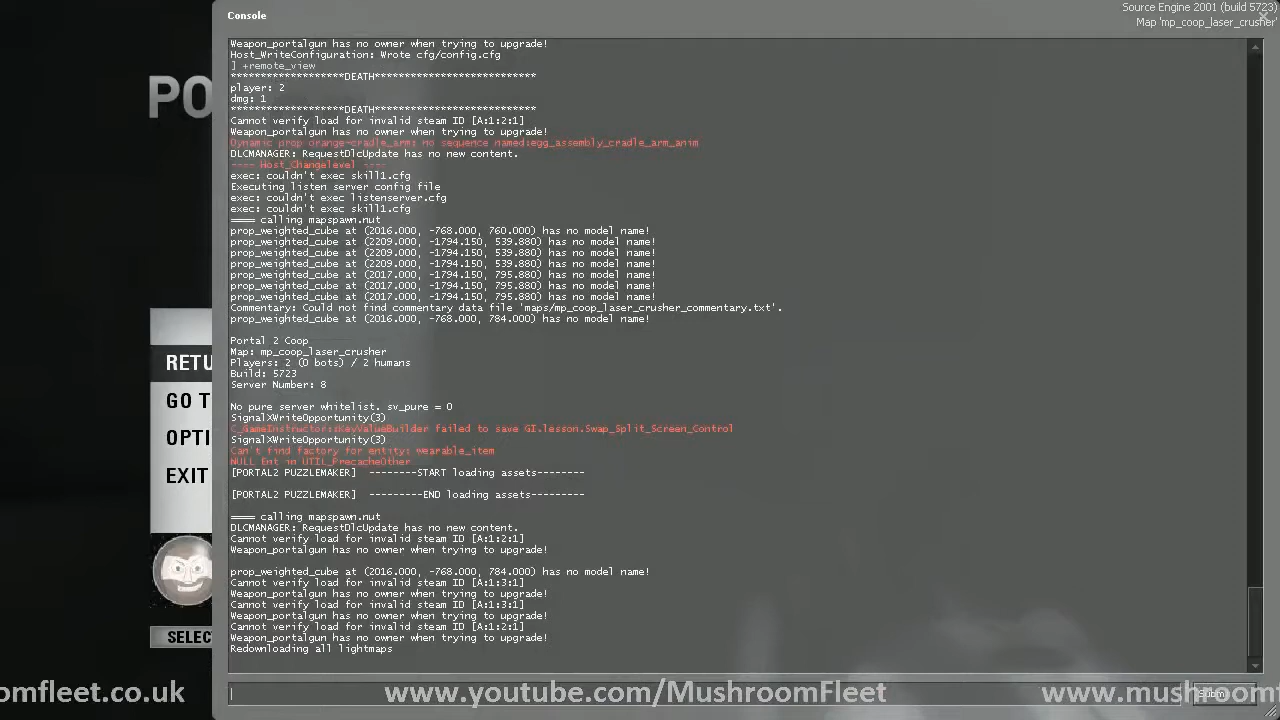 Source Engine 2001 (build 5723)
Map 'mp_coop_laser_crusher'
Console
Weapon_portalgun has no owner when trying to upgrade!
Host_WriteConfiguration: Wrote cfg/config.cfg
] +remote_view
*******************DEATH***************************
player: 2
dmg: 1
*******************DEATH***************************
Cannot verify load for invalid steam ID [A:1:2:1]
Weapon_portalgun has no owner when trying to upgrade!
Dynamic prop orange-cradle_arm: no sequence named:egg_assembly_cradle_arm_anim
DLCMANAGER: RequestDlcUpdate has no new content.
---- Host_Changelevel ----
exec: couldn't exec skill1.cfg
Executing listen server config file
exec: couldn't exec listenserver.cfg
exec: couldn't exec skill1.cfg
==== calling mapspawn.nut
prop_weighted_cube at (2016.000, -768.000, 760.000) has no model name!
prop_weighted_cube at (2209.000, -1794.150, 539.880) has no model name!
prop_weighted_cube at (2209.000, -1794.150, 539.880) has no model name!
prop_weighted_cube at (2209.000, -1794.150, 539.880) has no model name!
prop_weighted_cube at (2017.000, -1794.150, 795.880) has no model name!
prop_weighted_cube at (2017.000, -1794.150, 795.880) has no model name!
prop_weighted_cube at (2017.000, -1794.150, 795.880) has no model name!
Commentary: Could not find commentary data file 'maps/mp_coop_laser_crusher_commentary.txt'.
prop_weighted_cube at (2016.000, -768.000, 784.000) has no model name!
Portal 2 Coop
Map: mp_coop_laser_crusher
Players: 2 (0 bots) / 2 humans
Build: 5723
Server Number: 8
No pure server whitelist. sv_pure = 0
SignalXWriteOpportunity(3)
C_GameInstructor::KeyValueBuilder failed to save GI.lesson.Swap_Split_Screen_Control
SignalXWriteOpportunity(3)
Can't find factory for entity: wearable_item
NULL Ent in UTIL_PrecacheOther
[PORTAL2 PUZZLEMAKER]  --------START loading assets--------
[PORTAL2 PUZZLEMAKER]  ---------END loading assets---------
==== calling mapspawn.nut
DLCMANAGER: RequestDlcUpdate has no new content.
Cannot verify load for invalid steam ID [A:1:2:1]
Weapon_portalgun has no owner when trying to upgrade!
prop_weighted_cube at (2016.000, -768.000, 784.000) has no model name!
Cannot verify load for invalid steam ID [A:1:3:1]
Weapon_portalgun has no owner when trying to upgrade!
Cannot verify load for invalid steam ID [A:1:3:1]
Weapon_portalgun has no owner when trying to upgrade!
Cannot verify load for invalid steam ID [A:1:2:1]
Weapon_portalgun has no owner when trying to upgrade!
Redownloading all lightmaps
PO
RETU
GO T
OPTI
EXIT
SELEC
omfleet.co.uk www.youtube.com/MushroomFleet www.mushroomf